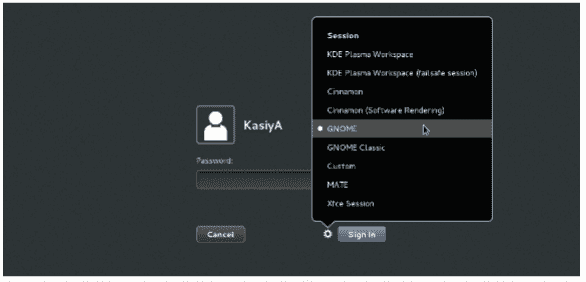 Session
KDE Plasma Workspace
KDE Plasma Workspace (failsafe session)
Cinnamon
Cinnamon (Software Rendering)
GNOME
GNOME Classic
Custom
MATE
Xfce Session
KasiyA
Password:
Cancel
Sign In